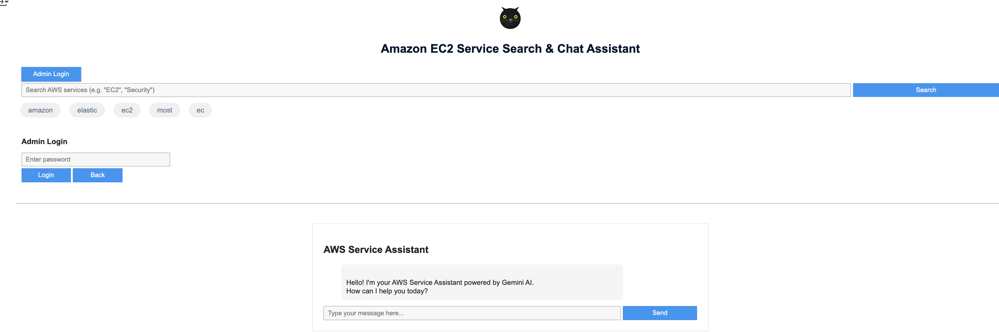 Amazon EC2 Service Search & Chat Assistant
Admin Login
Search AWS services (e.g. "EC2", "Security") Search
amazon elastic ec2 most ec
Admin Login
Enter password
Login Back
AWS Service Assistant
Hello! I'm your AWS Service Assistant powered by Gemini AI.
How can I help you today?
Type your message here... Send